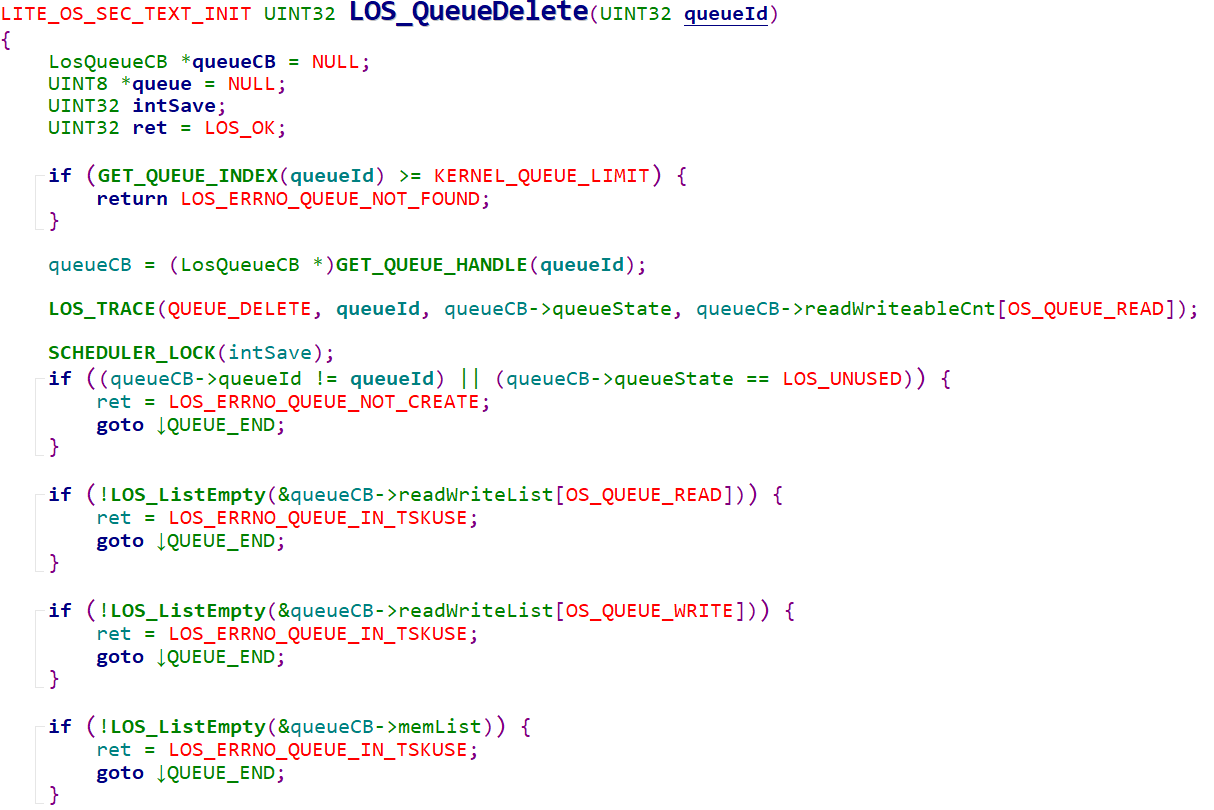 LITE_OS_SEC_TEXT_INIT UINT32 LOS_QueueDelete(UINT32 queueId)
{
    LosQueueCB *queueCB = NULL;
    UINT8 *queue = NULL;
    UINT32 intSave;
    UINT32 ret = LOS_OK;

    if (GET_QUEUE_INDEX(queueId) >= KERNEL_QUEUE_LIMIT) {
        return LOS_ERRNO_QUEUE_NOT_FOUND;
    }

    queueCB = (LosQueueCB *)GET_QUEUE_HANDLE(queueId);

    LOS_TRACE(QUEUE_DELETE, queueId, queueCB->queueState, queueCB->readWriteableCnt[OS_QUEUE_READ]);

    SCHEDULER_LOCK(intSave);
    if ((queueCB->queueId != queueId) || (queueCB->queueState == LOS_UNUSED)) {
        ret = LOS_ERRNO_QUEUE_NOT_CREATE;
        goto ↓QUEUE_END;
    }

    if (!LOS_ListEmpty(&queueCB->readWriteList[OS_QUEUE_READ])) {
        ret = LOS_ERRNO_QUEUE_IN_TSKUSE;
        goto ↓QUEUE_END;
    }

    if (!LOS_ListEmpty(&queueCB->readWriteList[OS_QUEUE_WRITE])) {
        ret = LOS_ERRNO_QUEUE_IN_TSKUSE;
        goto ↓QUEUE_END;
    }

    if (!LOS_ListEmpty(&queueCB->memList)) {
        ret = LOS_ERRNO_QUEUE_IN_TSKUSE;
        goto ↓QUEUE_END;
    }